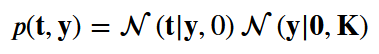 p(t, y) = 𝒩 (t|y, 0) 𝒩 (y|0, K)